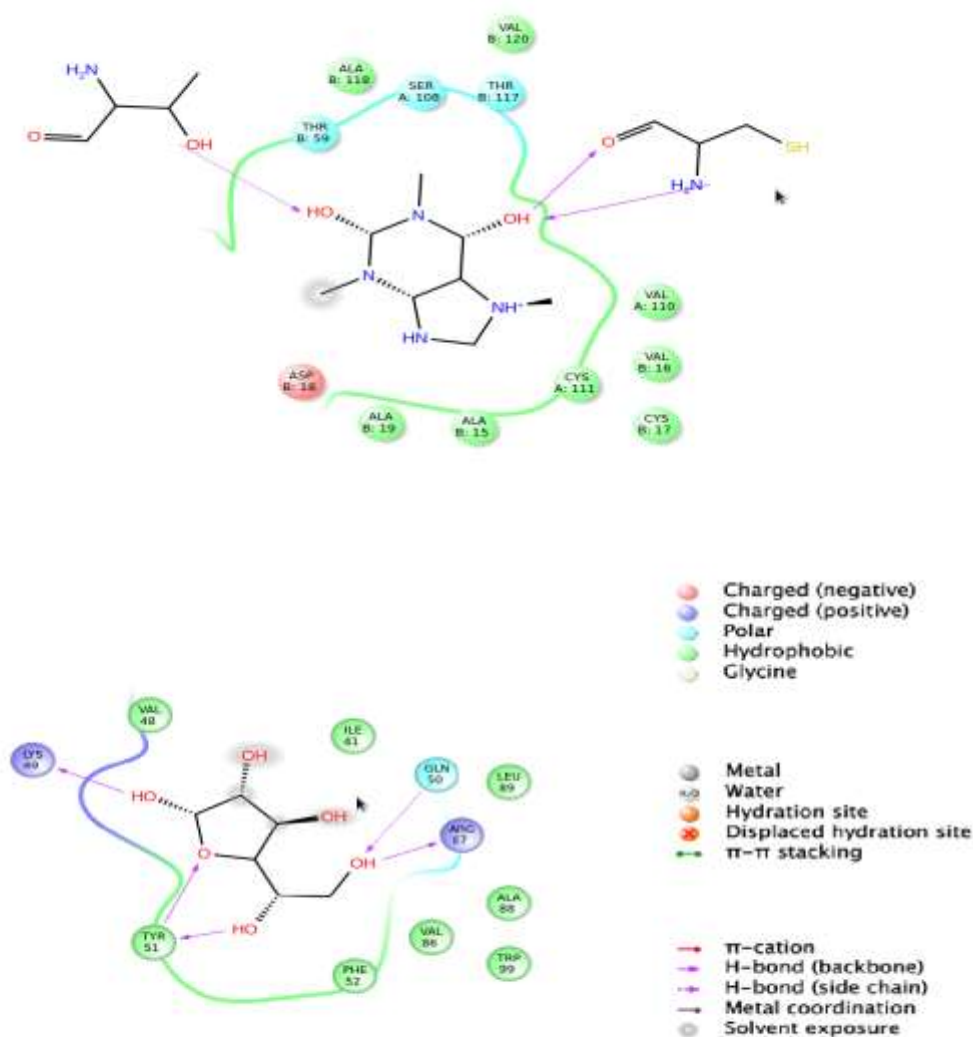 VAL
B: 120
ALA
B: 118
SER
A: 108
THR
B: 117
THR
B: 59
H₂N
O
OH
O
SH
H₂N
HO
N
OH
N
NH⁺
HN
VAL
A: 110
VAL
B: 16
ASP
B: 18
CYS
A: 111
ALA
B: 19
ALA
B: 15
CYS
B: 17
Charged (negative)
Charged (positive)
Polar
Hydrophobic
Glycine
VAL
48
ILE
41
LYS
49
OH
GLN
50
LEU
89
HO
OH
ARG
87
O
OH
HO
TYR
51
ALA
88
VAL
86
PHE
52
TRP
99
Metal
H₂O Water
Hydration site
Displaced hydration site
π-π stacking
π-cation
H-bond (backbone)
H-bond (side chain)
Metal coordination
Solvent exposure